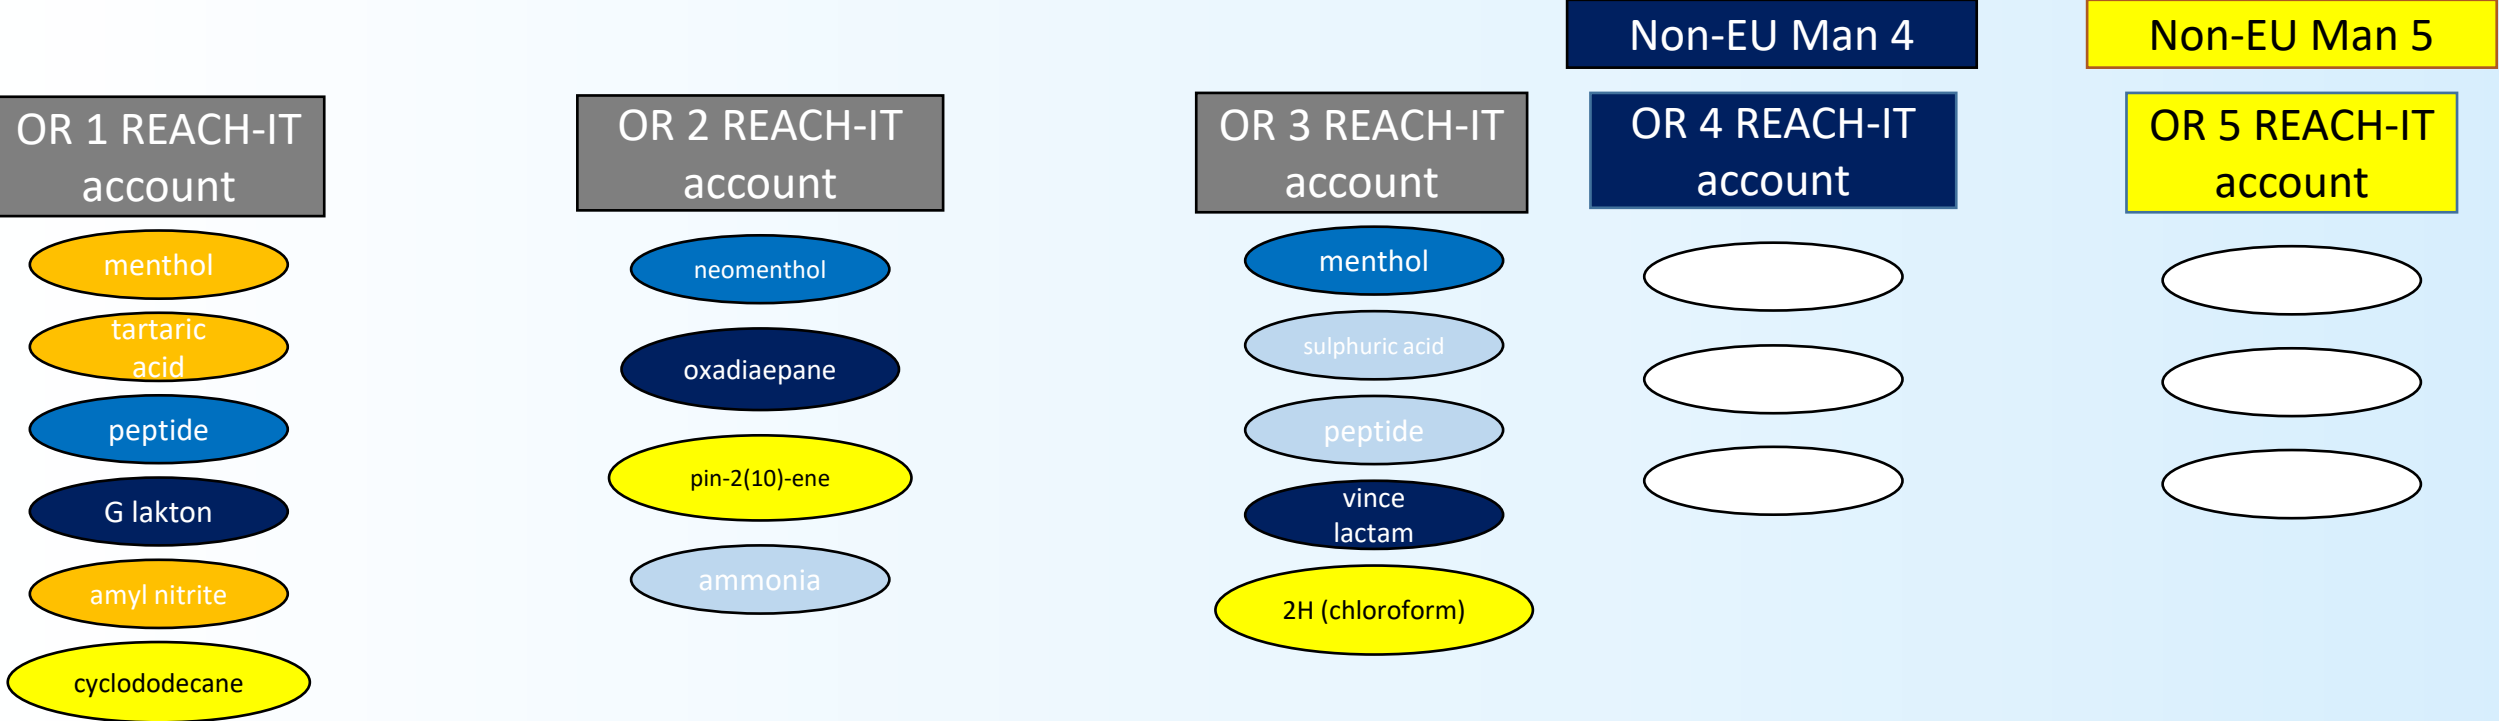 Non-EU Man 4
Non-EU Man 5
OR 1 REACH-IT
account
OR 2 REACH-IT
account
OR 3 REACH-IT
account
OR 4 REACH-IT
account
OR 5 REACH-IT
account
menthol
tartaric
acid
peptide
G lakton
amyl nitrite
cyclododecane
neomenthol
oxadiaepane
pin-2(10)-ene
ammonia
menthol
sulphuric acid
peptide
vince
lactam
2H (chloroform)